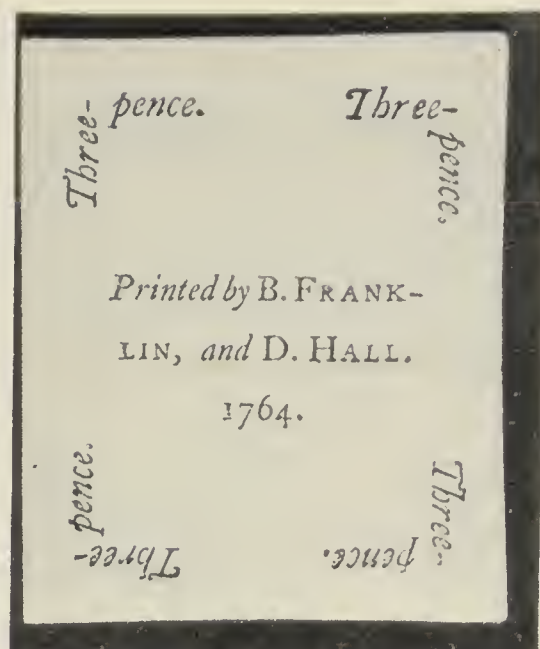 Three-
pence.
Three-
pence.
Printed by B. FRANK-
LIN, and D. HALL.
1764.
Three-
pence.
Three-
pence.